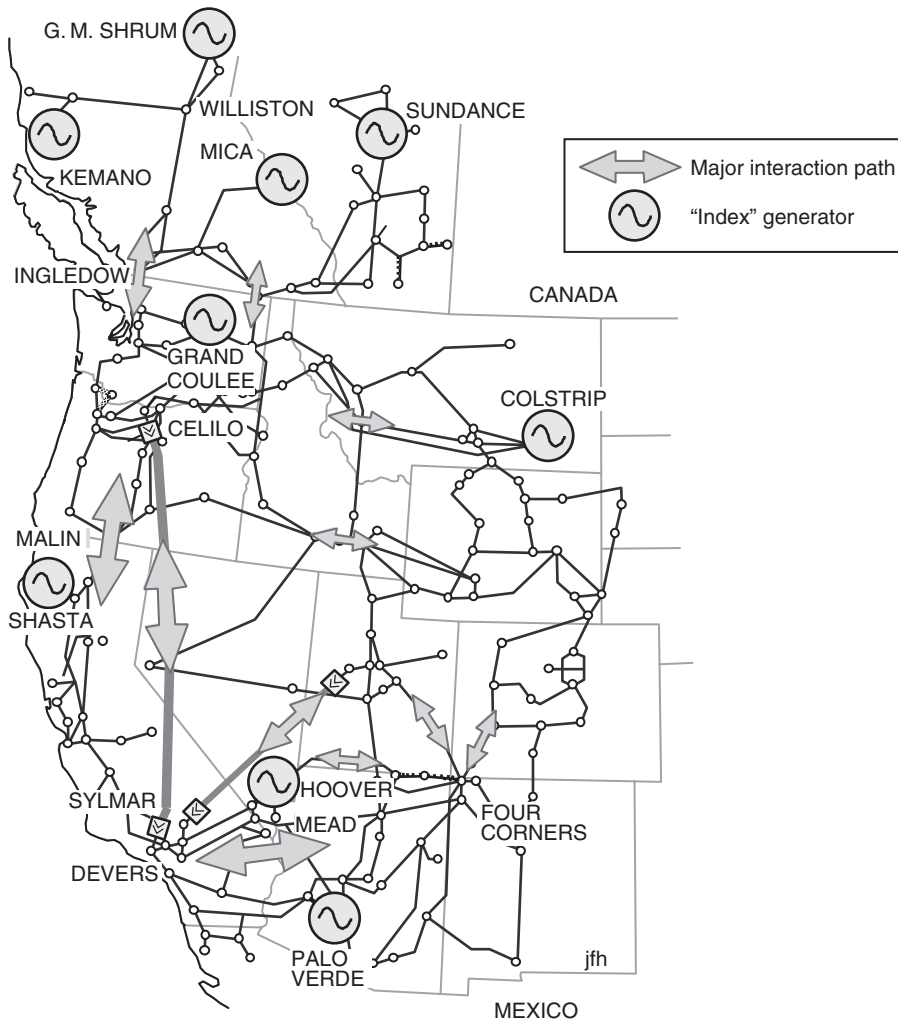 G. M. SHRUM
WILLISTON
SUNDANCE
MICA
KEMANO
Major interaction path
“Index” generator
INGLEDOW
CANADA
GRAND
COULEE
COLSTRIP
CELILO
MALIN
SHASTA
SYLMAR
HOOVER
MEAD
FOUR
CORNERS
DEVERS
PALO
VERDE
jfh
MEXICO